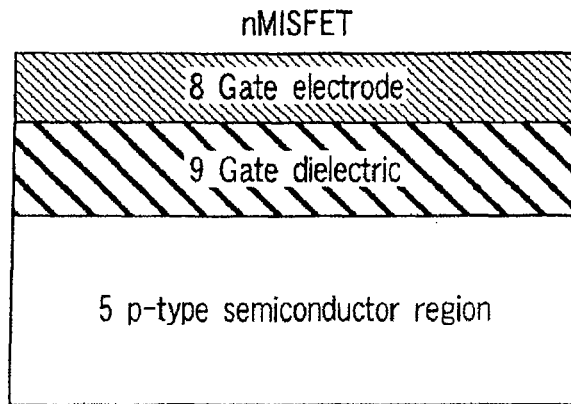 nMISFET
8 Gate electrode
9 Gate dielectric
5 p-type semiconductor region